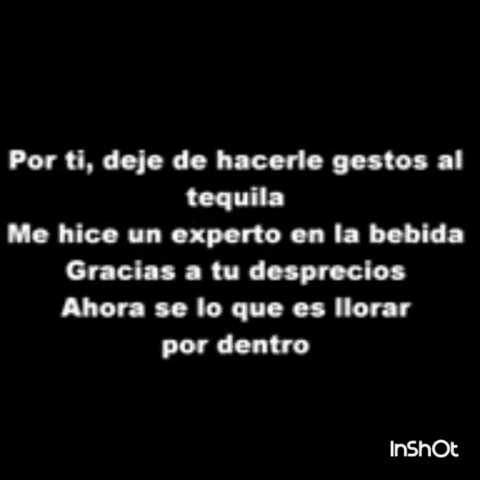 Por ti, deje de hacerle gestos al
tequila
Me hice un experto en la bebida
Gracias a tu desprecios
Ahora se lo que es llorar
por dentro
InShOt